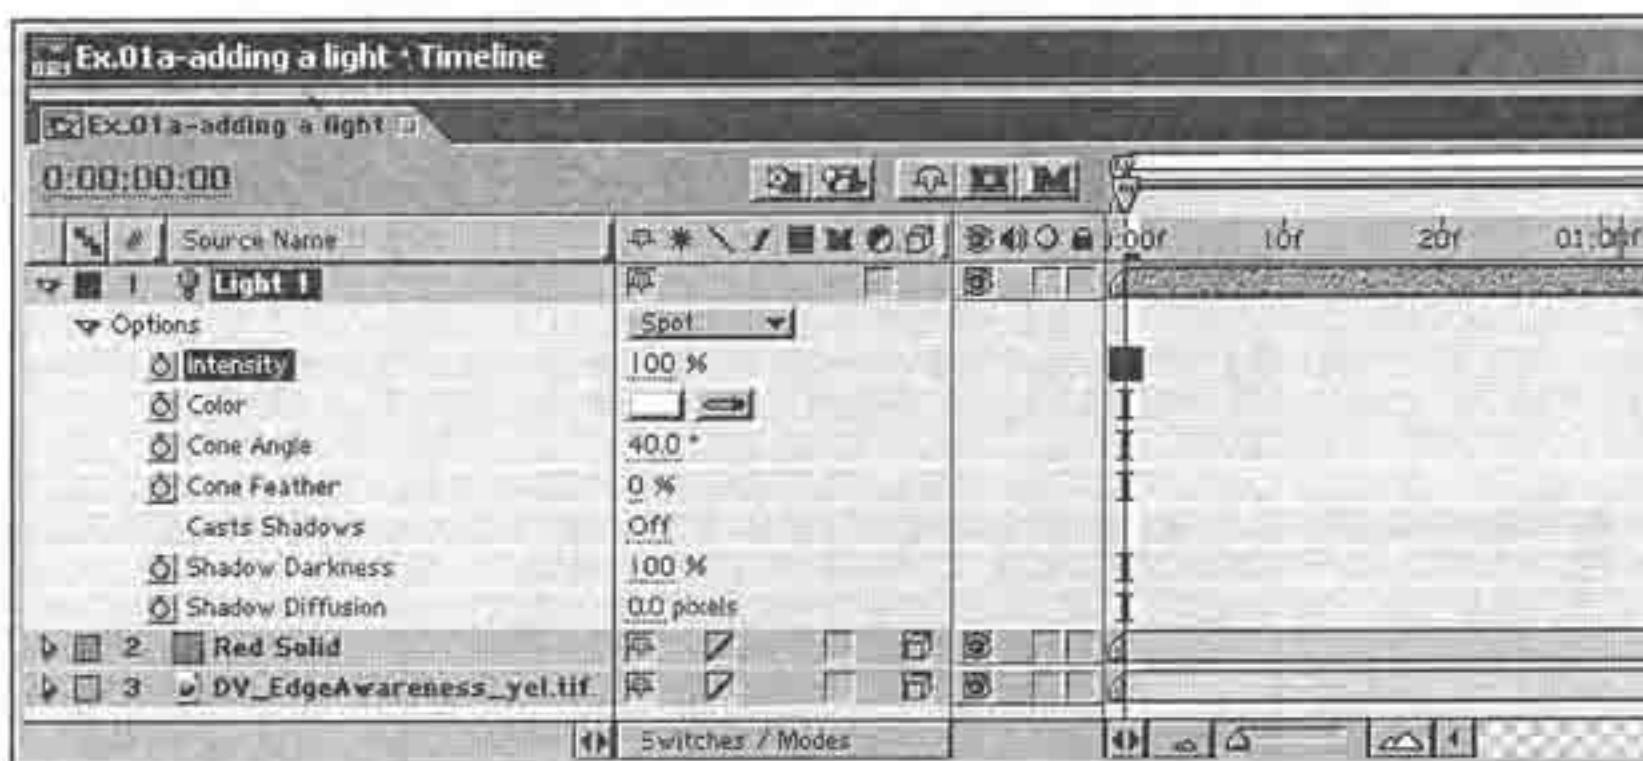 Ex.01a-adding a light • Timeline
Ex.01a-adding a light
0:00:00:00
# Source Name
:00f 10f 20f 01:00f
1 Light 1
Options Spot
Intensity 100 %
Color
Cone Angle 40.0 °
Cone Feather 0 %
Casts Shadows Off
Shadow Darkness 100 %
Shadow Diffusion 0.0 pixels
2 Red Solid
3 DV_EdgeAwareness_yel.tif
Switches / Modes